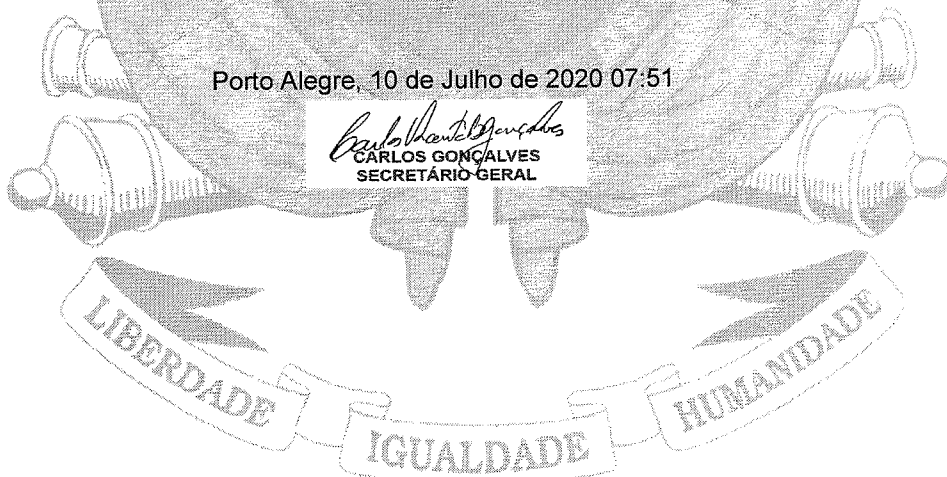 Porto Alegre, 10 de Julho de 2020 07:51
CARLOS GONÇALVES
SECRETÁRIO GERAL
LIBERDADE
IGUALDADE
HUMANIDADE